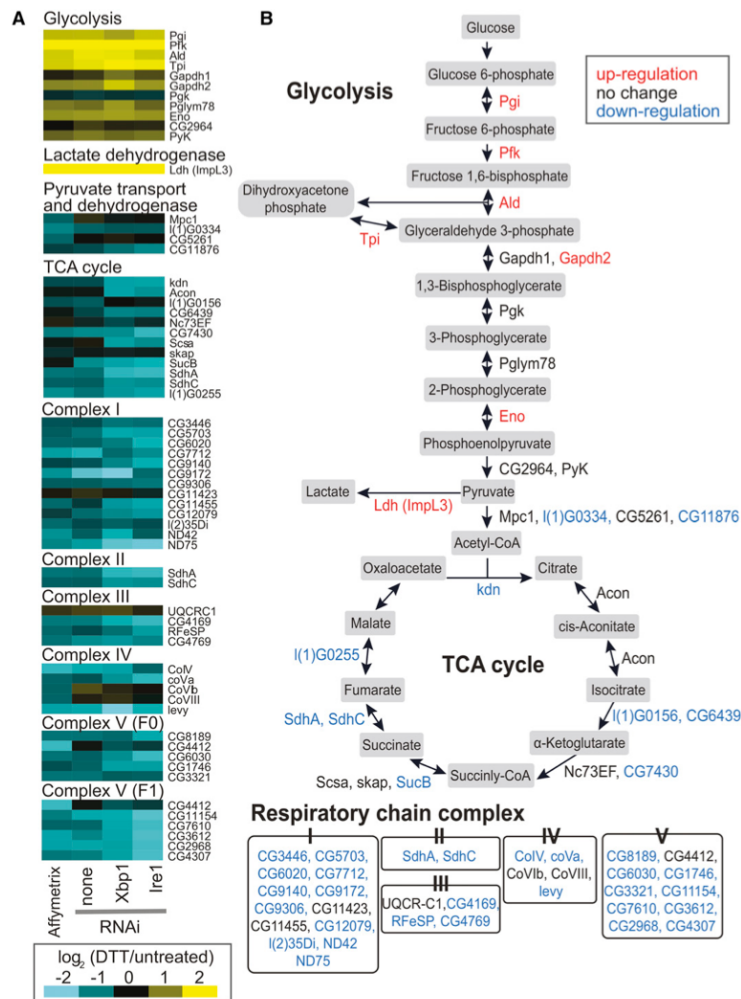 A
Glycolysis
Pgi
Pfk
Ald
Tpi
Gapdh1
Gapdh2
Pgk
Pglym78
Eno
CG2964
PyK
Lactate dehydrogenase
Ldh (ImpL3)
Pyruvate transport
and dehydrogenase
Mpc1
l(1)G0334
CG5261
CG11876
TCA cycle
kdn
Acon
l(1)G0156
CG6439
Nc73EF
CG7430
Scsa
skap
SucB
SdhA
SdhC
l(1)G0255
Complex I
CG3446
CG5703
CG6020
CG7712
CG9140
CG9172
CG9306
CG11423
CG11455
CG12079
l(2)35Di
ND42
ND75
Complex II
SdhA
SdhC
Complex III
UQCRC1
CG4169
RFeSP
CG4769
Complex IV
CoIV
coVa
CoVIb
CoVIII
levy
Complex V (F0)
CG8189
CG4412
CG6030
CG1746
CG3321
Complex V (F1)
CG4412
CG11154
CG7610
CG3612
CG2968
CG4307
Affymetrix
none
Xbp1
Ire1
RNAi
log2 (DTT/untreated)
-2 -1 0 1 2
B
Glycolysis
up-regulation
no change
down-regulation
Glucose
Glucose 6-phosphate
Pgi
Fructose 6-phosphate
Pfk
Fructose 1,6-bisphosphate
Dihydroxyacetone
phosphate
Ald
Tpi
Glyceraldehyde 3-phosphate
Gapdh1, Gapdh2
1,3-Bisphosphoglycerate
Pgk
3-Phosphoglycerate
Pglym78
2-Phosphoglycerate
Eno
Phosphoenolpyruvate
CG2964, PyK
Lactate
Ldh (ImpL3)
Pyruvate
Mpc1, l(1)G0334, CG5261, CG11876
Acetyl-CoA
Oxaloacetate
kdn
Citrate
Acon
Malate
cis-Aconitate
l(1)G0255
TCA cycle
Acon
Fumarate
Isocitrate
SdhA, SdhC
l(1)G0156, CG6439
Succinate
α-Ketoglutarate
Scsa, skap, SucB
Succinly-CoA
Nc73EF, CG7430
Respiratory chain complex
I
CG3446, CG5703,
CG6020, CG7712,
CG9140, CG9172,
CG9306, CG11423,
CG11455, CG12079,
l(2)35Di, ND42
ND75
II
SdhA, SdhC
III
UQCR-C1,CG4169,
RFeSP, CG4769
IV
CoIV, coVa,
CoVIb, CoVIII,
levy
V
CG8189, CG4412,
CG6030, CG1746,
CG3321, CG11154,
CG7610, CG3612,
CG2968, CG4307